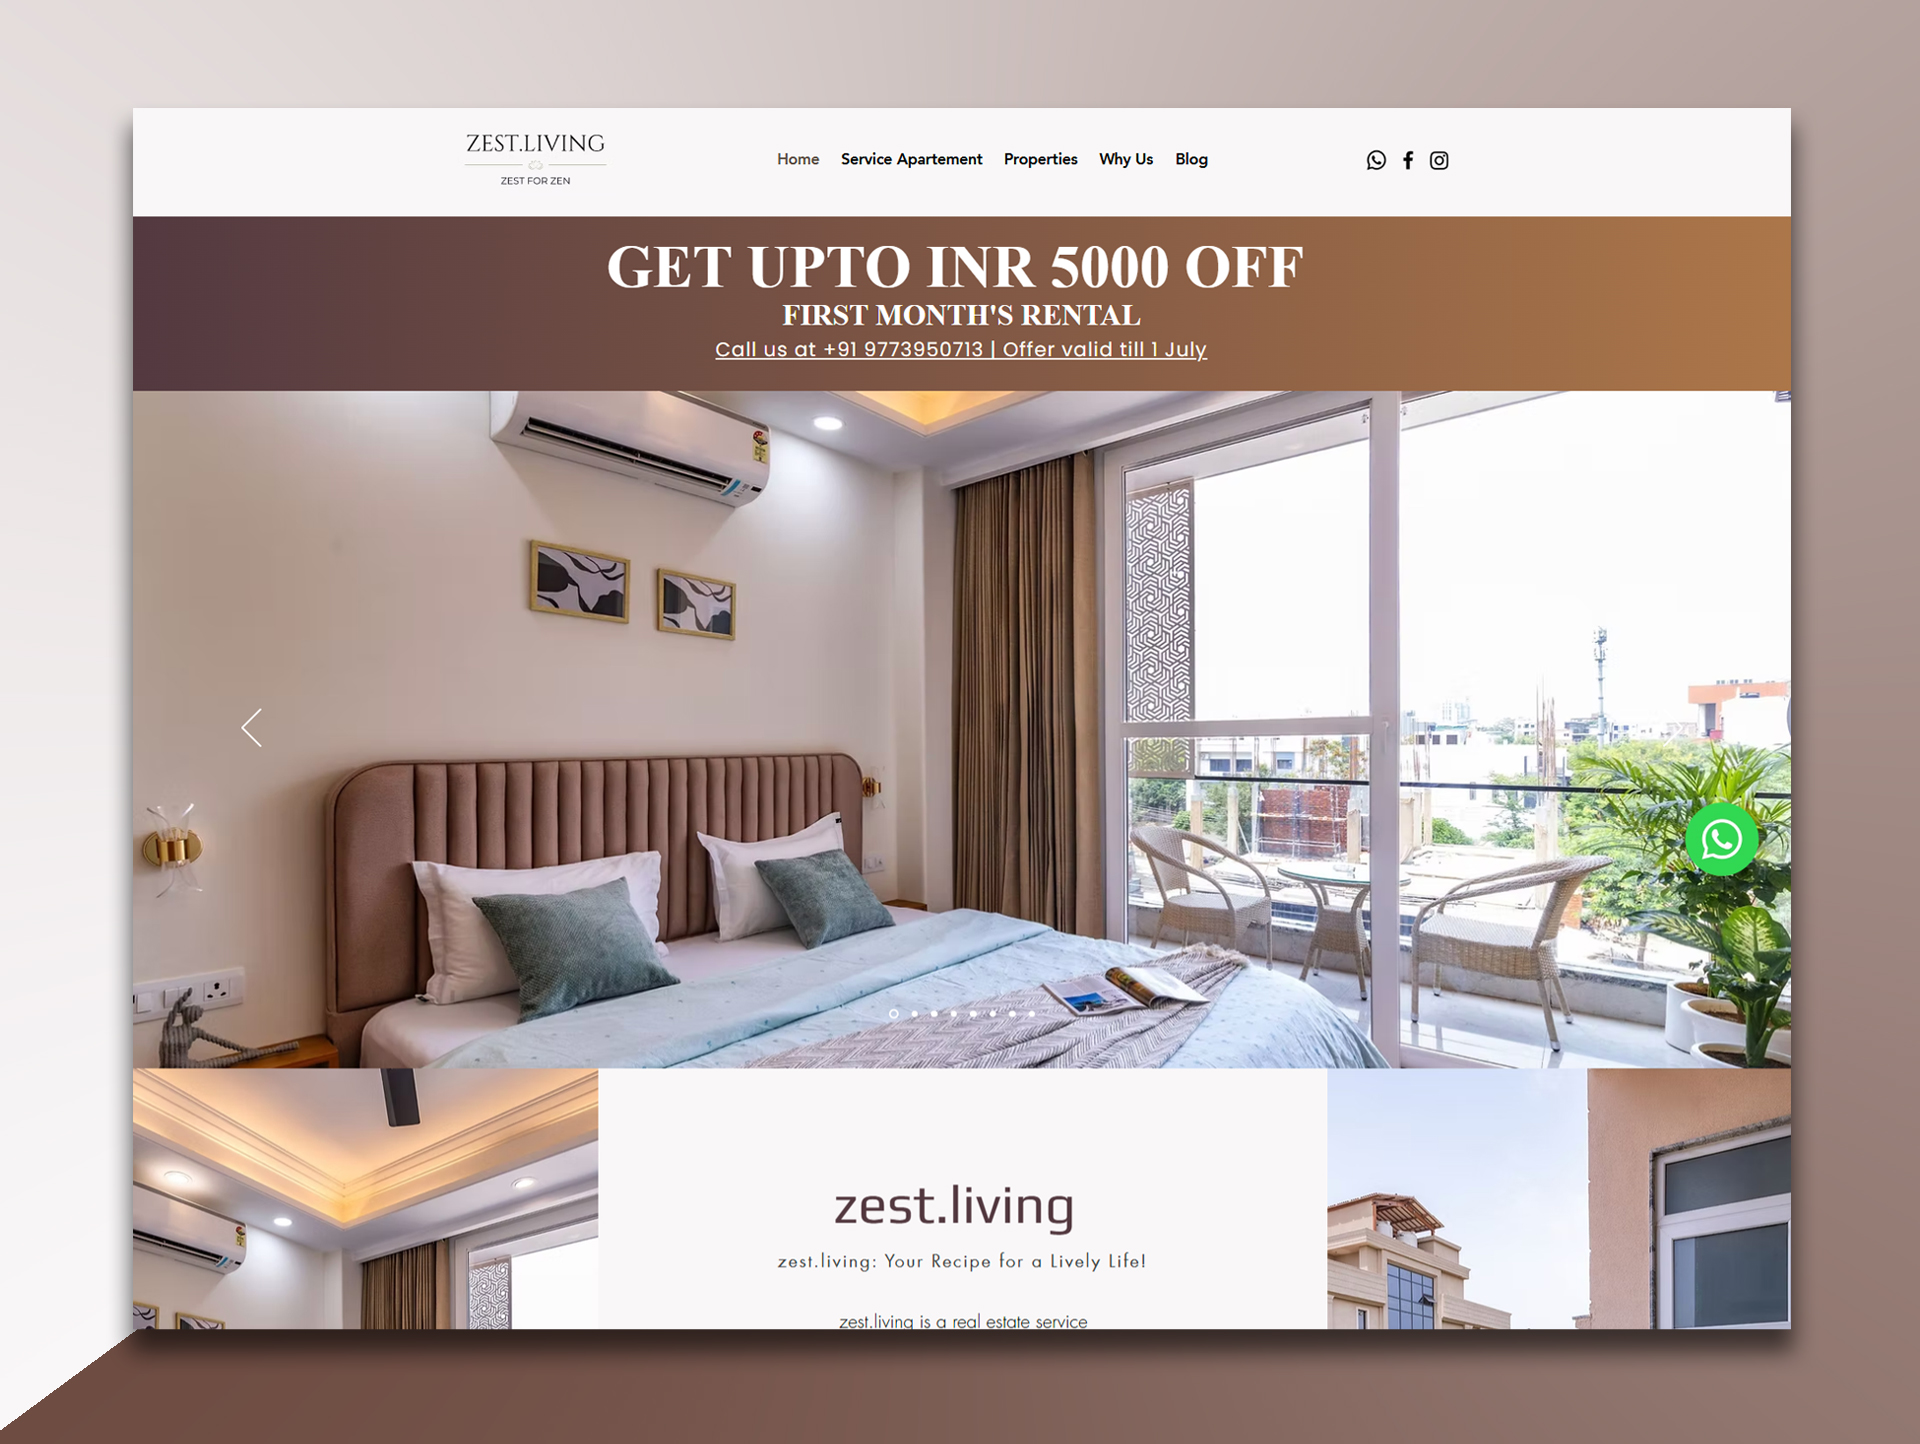 ZEST.LIVING
ZEST FOR ZEN
Home Service Apartement Properties Why Us Blog
GET UPTO INR 5000 OFF
FIRST MONTH'S RENTAL
Call us at +91 9773950713 | Offer valid till 1 July
zest.living
zest.living: Your Recipe for a Lively Life!
zest.living is a real estate service